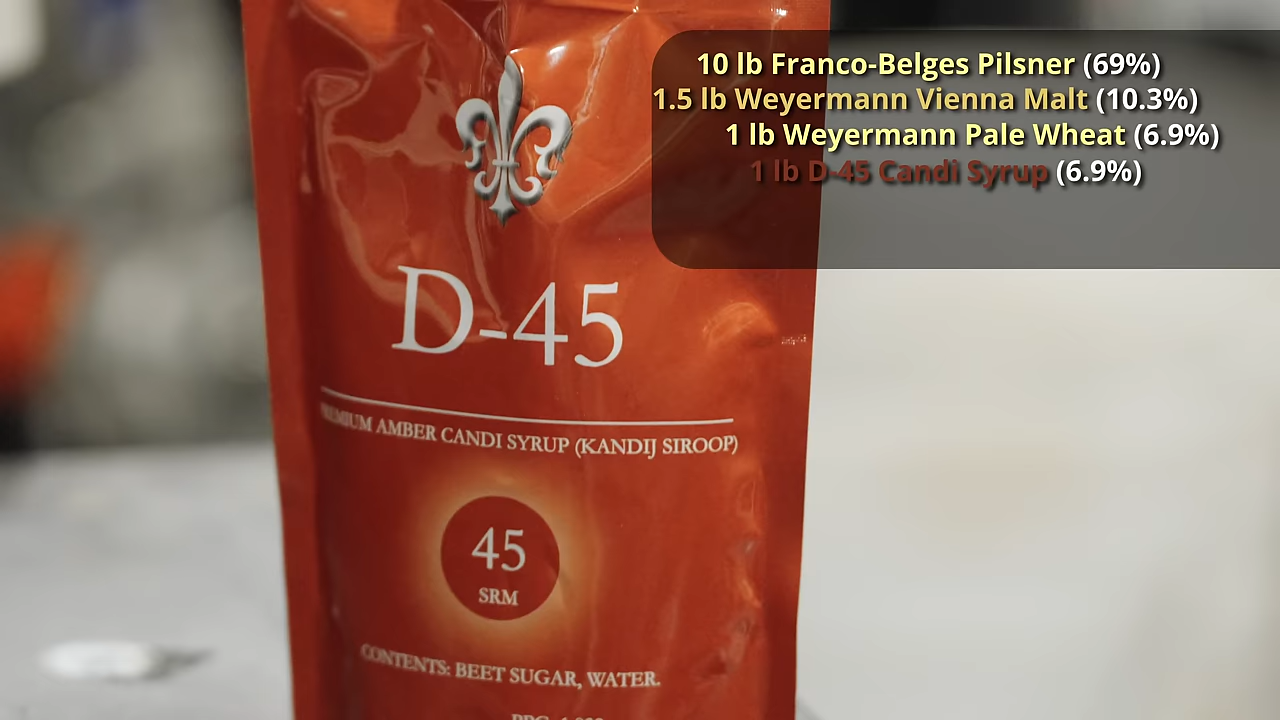 10 lb Franco-Belges Pilsner (69%)
1.5 lb Weyermann Vienna Malt (10.3%)
1 lb Weyermann Pale Wheat (6.9%)
1 lb D-45 Candi Syrup (6.9%)
D-45
PREMIUM AMBER CANDI SYRUP (KANDIJ SIROOP)
45
SRM
CONTENTS: BEET SUGAR, WATER.